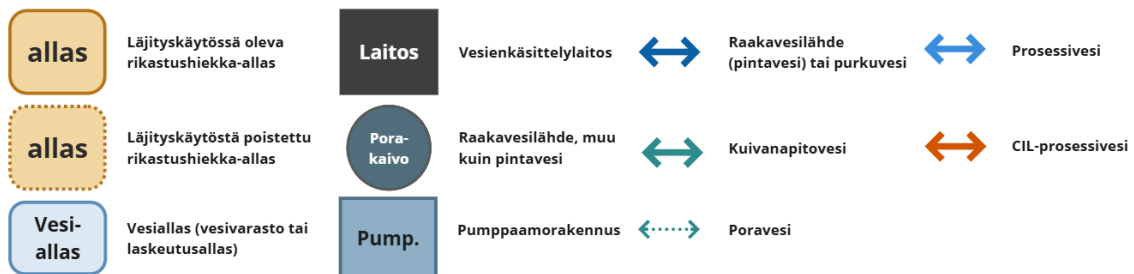 allas
Läjityskäytössä oleva
rikastushiekka-allas
Laitos
Vesienkäsittelylaitos
Raakavesilähde
(pintavesi) tai purkuvesi
Prosessivesi
allas
Läjityskäytöstä poistettu
rikastushiekka-allas
Pora-
kaivo
Raakavesilähde, muu
kuin pintavesi
Kuivanapitovesi
CIL-prosessivesi
Vesi-
allas
Vesiallas (vesivarasto tai
laskeutusallas)
Pump.
Pumppaamorakennus
Poravesi